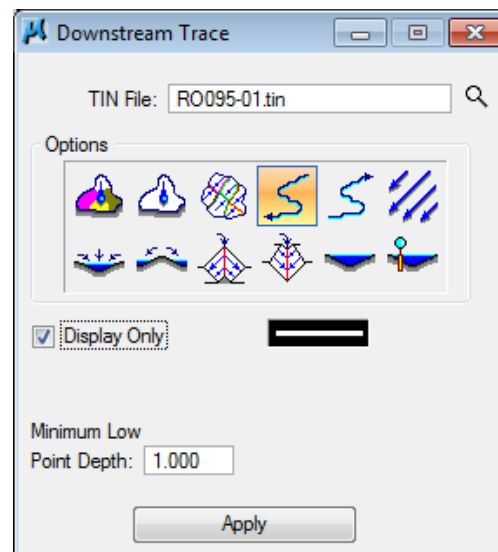 Downstream Trace
TIN File: RO095-01.tin
Options
Display Only
Minimum Low
Point Depth: 1.000
Apply